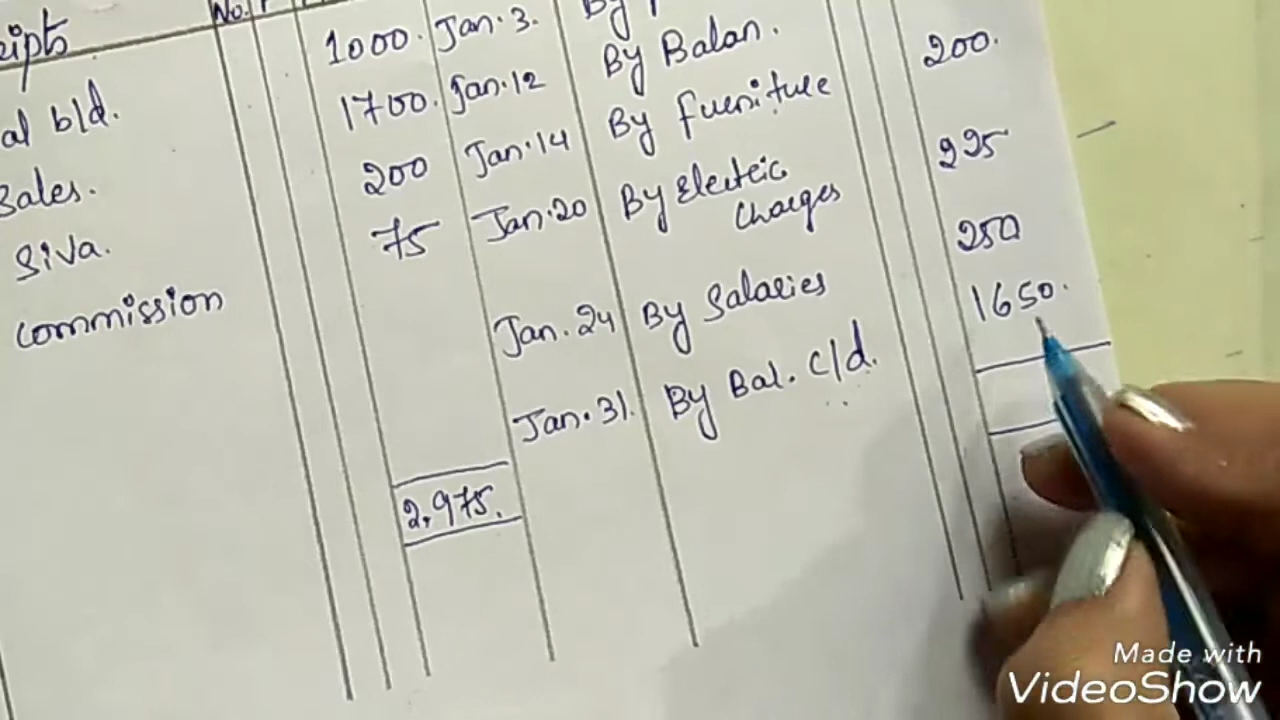 No.
eipts
1000. Jan.3. By
al b/d. 1700. Jan.12 By Balan. 200.
Sales. 200 Jan.14 By furniture 225
Siva. 75 Jan.20 By Electric
charges 250
commission Jan.24 By Salaries 1650.
Jan.31. By Bal. c/d.
2,975.
Made with
VideoShow